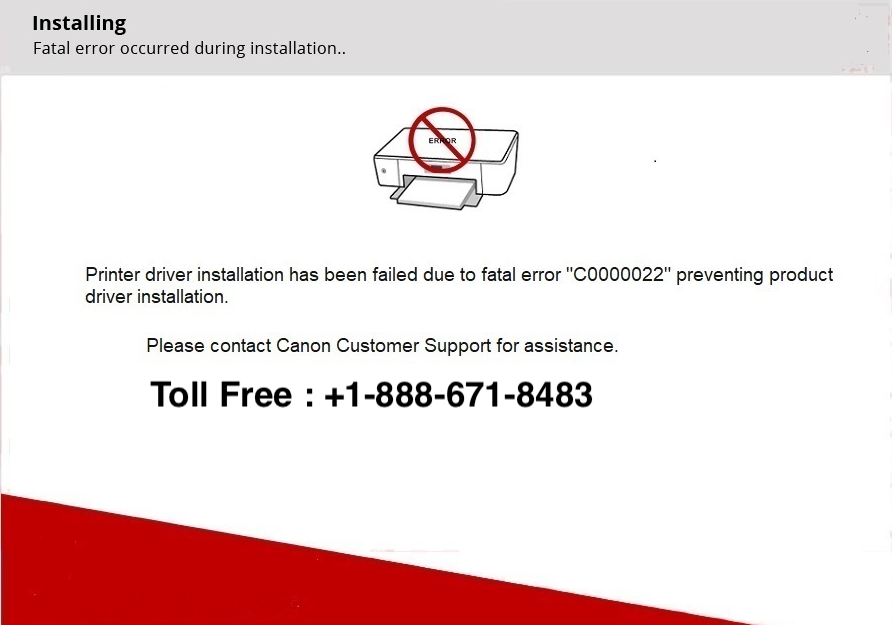 Installing
Fatal error occurred during installation..
ERROR
Printer driver installation has been failed due to fatal error "C0000022" preventing product
driver installation.
Please contact Canon Customer Support for assistance.
Toll Free : +1-888-671-8483